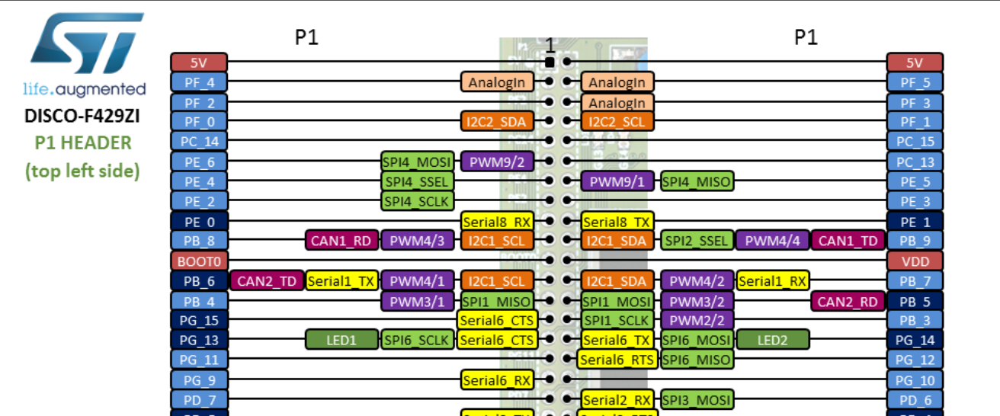 P1 1 P1
5V 5V
life.augmented
PF_4 AnalogIn AnalogIn PF_5
DISCO-F429ZI
PF_2 AnalogIn PF_3
PF_0 I2C2_SDA I2C2_SCL PF_1
P1 HEADER
PC_14 PC_15
(top left side)
PE_6 SPI4_MOSI PWM9/2 PC_13
PE_4 SPI4_SSEL PWM9/1 SPI4_MISO PE_5
PE_2 SPI4_SCLK PE_3
PE_0 Serial8_RX Serial8_TX PE_1
PB_8 CAN1_RD PWM4/3 I2C1_SCL I2C1_SDA SPI2_SSEL PWM4/4 CAN1_TD PB_9
BOOT0 VDD
PB_6 CAN2_TD Serial1_TX PWM4/1 I2C1_SCL I2C1_SDA PWM4/2 Serial1_RX PB_7
PB_4 PWM3/1 SPI1_MISO SPI1_MOSI PWM3/2 CAN2_RD PB_5
PG_15 Serial6_CTS SPI1_SCLK PWM2/2 PB_3
PG_13 LED1 SPI6_SCLK Serial6_CTS Serial6_TX SPI6_MOSI LED2 PG_14
PG_11 Serial6_RTS SPI6_MISO PG_12
PG_9 Serial6_RX PG_10
PD_7 Serial2_RX SPI3_MOSI PD_6